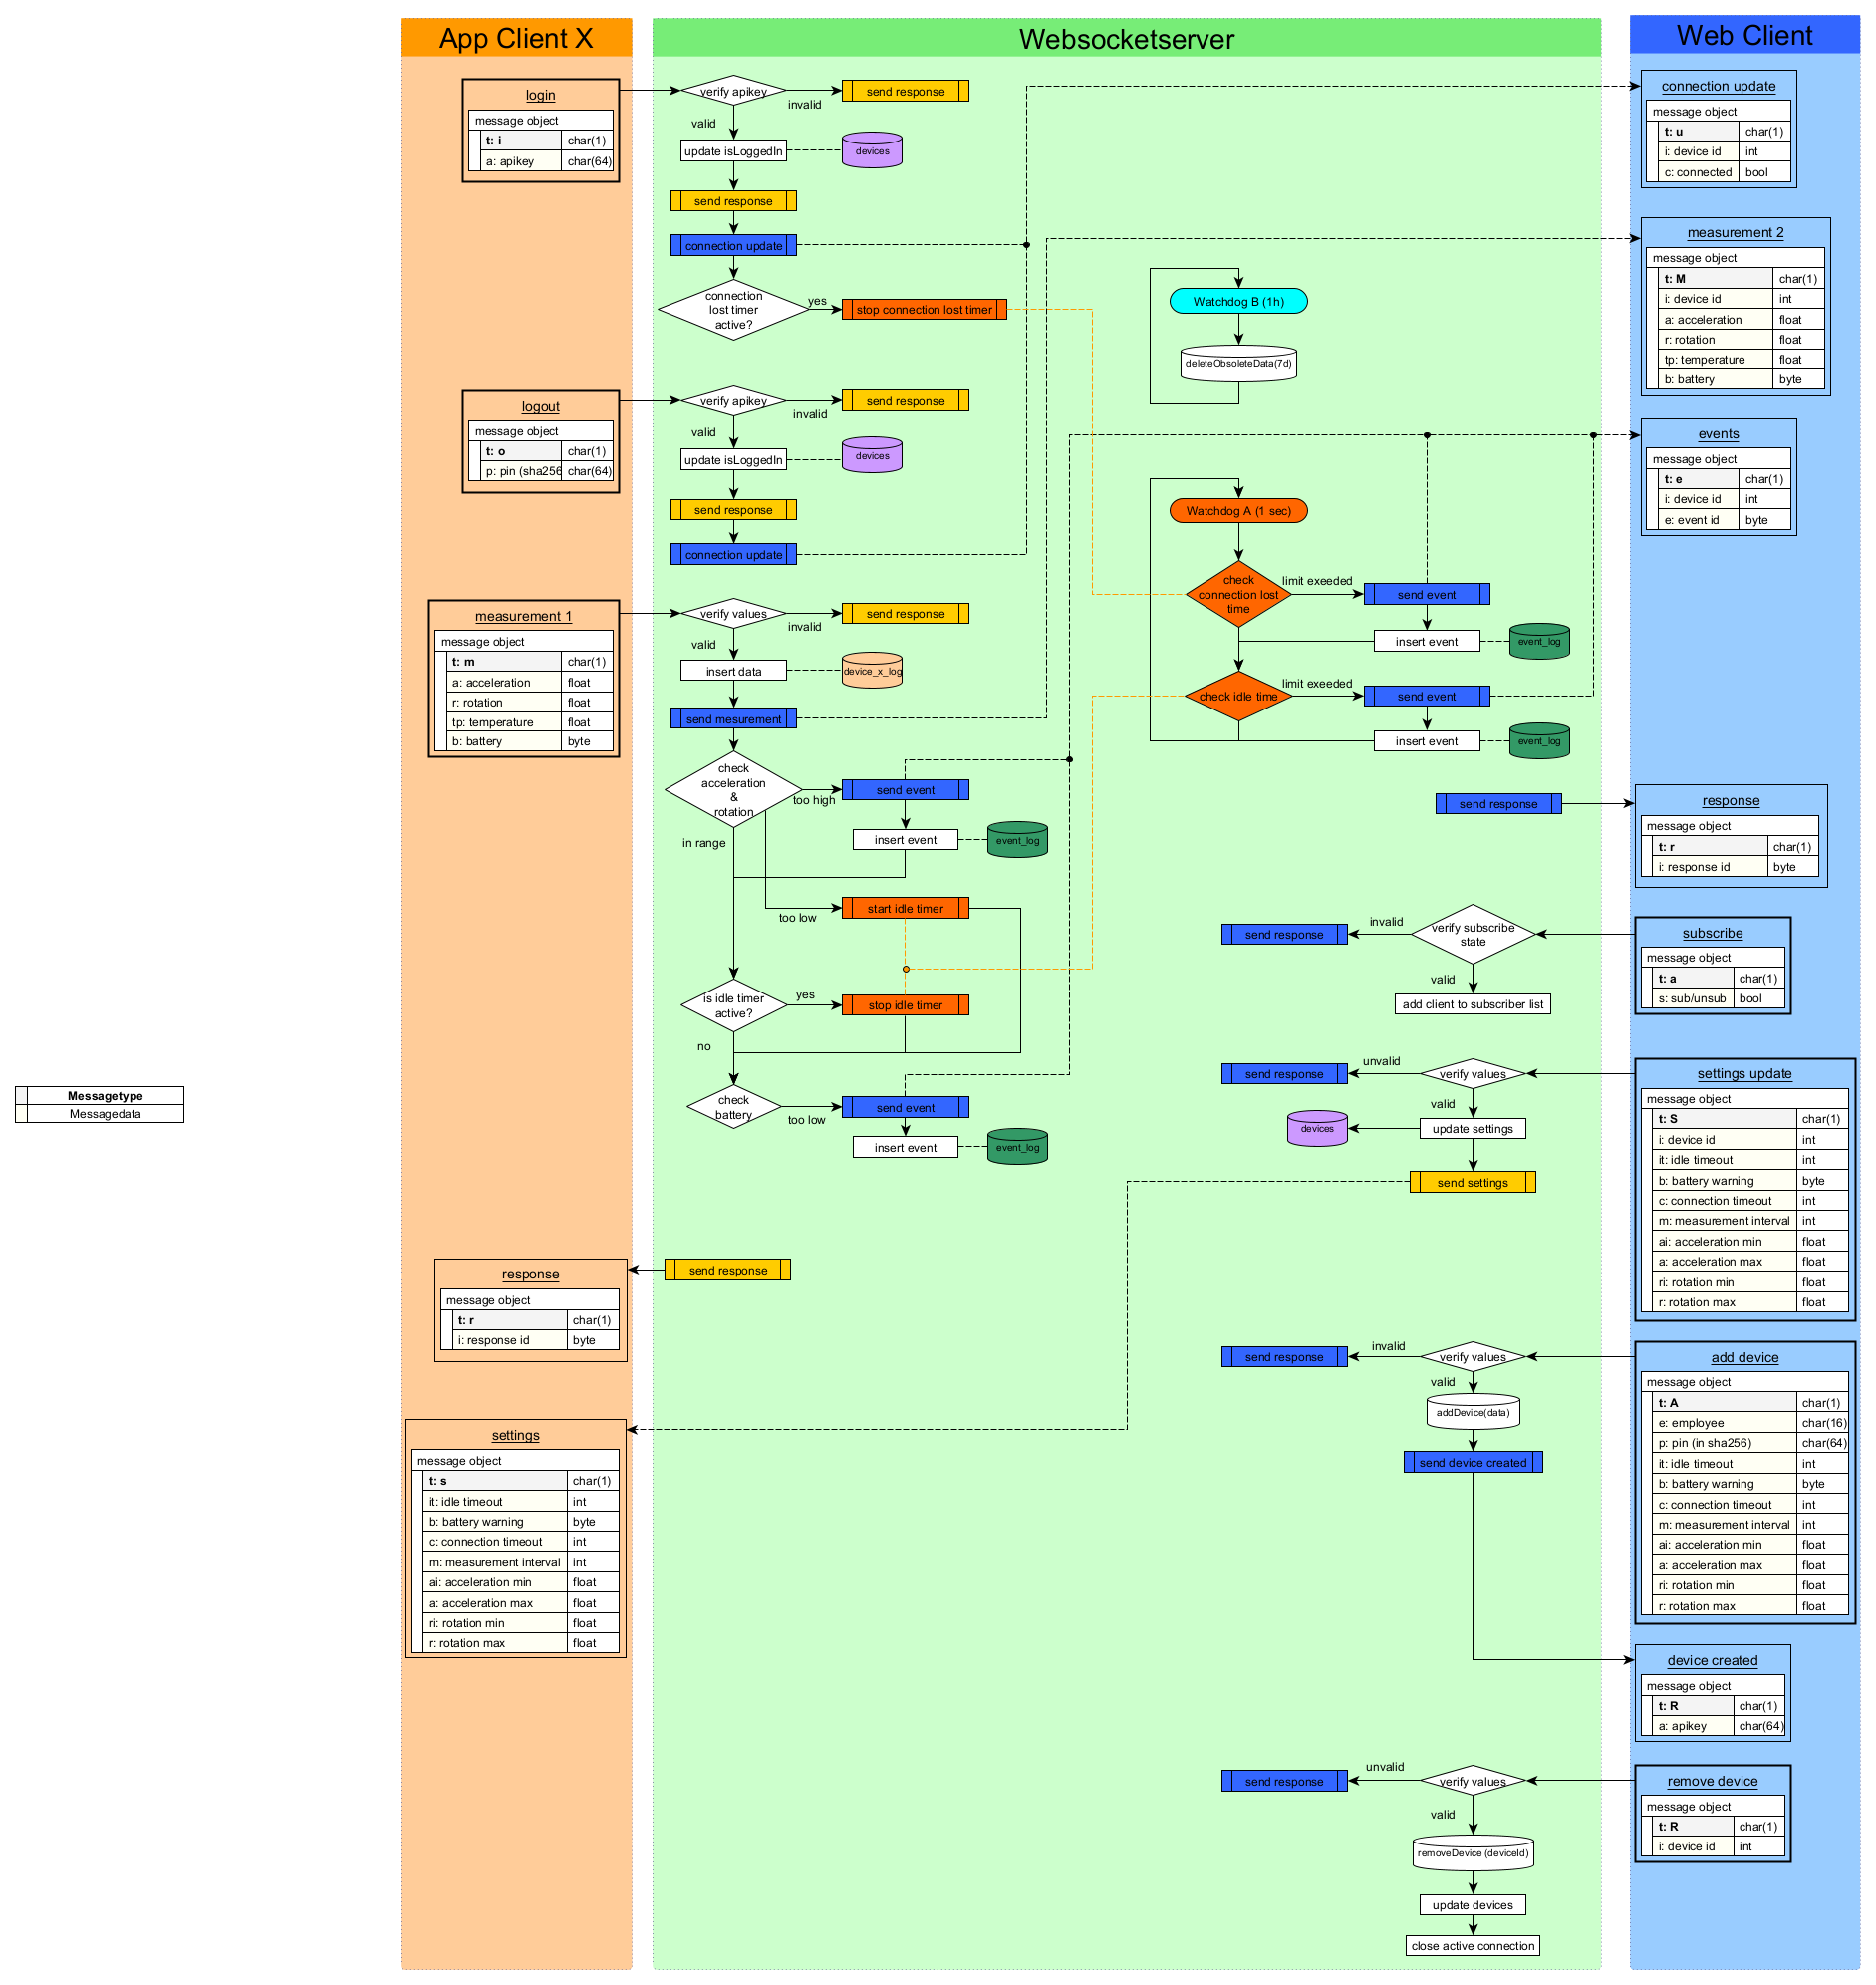 App Client X
Websocketserver
Web Client
login
message object
t: i
char(1)
a: apikey
char(64)
verify apikey
invalid
send response
valid
update isLoggedIn
devices
send response
connection update
connection
lost timer
active?
yes
stop connection lost timer
logout
message object
t: o
char(1)
p: pin (sha256
char(64)
verify apikey
invalid
send response
valid
update isLoggedIn
devices
send response
connection update
measurement 1
message object
t: m
char(1)
a: acceleration
float
r: rotation
float
tp: temperature
float
b: battery
byte
verify values
invalid
send response
valid
insert data
device_x_log
send mesurement
check
acceleration
&
rotation
too high
send event
in range
insert event
event_log
too low
start idle timer
is idle timer
active?
yes
stop idle timer
no
check
battery
too low
send event
insert event
event_log
Messagetype
Messagedata
send response
response
message object
t: r
char(1)
i: response id
byte
settings
message object
t: s
char(1)
it: idle timeout
int
b: battery warning
byte
c: connection timeout
int
m: measurement interval
int
ai: acceleration min
float
a: acceleration max
float
ri: rotation min
float
r: rotation max
float
Watchdog B (1h)
deleteObsoleteData(7d)
Watchdog A (1 sec)
check
connection lost
time
limit exeeded
send event
insert event
event_log
check idle time
limit exeeded
send event
insert event
event_log
connection update
message object
t: u
char(1)
i: device id
int
c: connected
bool
measurement 2
message object
t: M
char(1)
i: device id
int
a: acceleration
float
r: rotation
float
tp: temperature
float
b: battery
byte
events
message object
t: e
char(1)
i: device id
int
e: event id
byte
send response
response
message object
t: r
char(1)
i: response id
byte
send response
invalid
verify subscribe
state
valid
add client to subscriber list
subscribe
message object
t: a
char(1)
s: sub/unsub
bool
send response
unvalid
verify values
valid
devices
update settings
send settings
settings update
message object
t: S
char(1)
i: device id
int
it: idle timeout
int
b: battery warning
byte
c: connection timeout
int
m: measurement interval
int
ai: acceleration min
float
a: acceleration max
float
ri: rotation min
float
r: rotation max
float
send response
invalid
verify values
valid
addDevice(data)
send device created
add device
message object
t: A
char(1)
e: employee
char(16)
p: pin (in sha256)
char(64)
it: idle timeout
int
b: battery warning
byte
c: connection timeout
int
m: measurement interval
int
ai: acceleration min
float
a: acceleration max
float
ri: rotation min
float
r: rotation max
float
device created
message object
t: R
char(1)
a: apikey
char(64)
send response
unvalid
verify values
valid
removeDevice (deviceId)
update devices
close active connection
remove device
message object
t: R
char(1)
i: device id
int